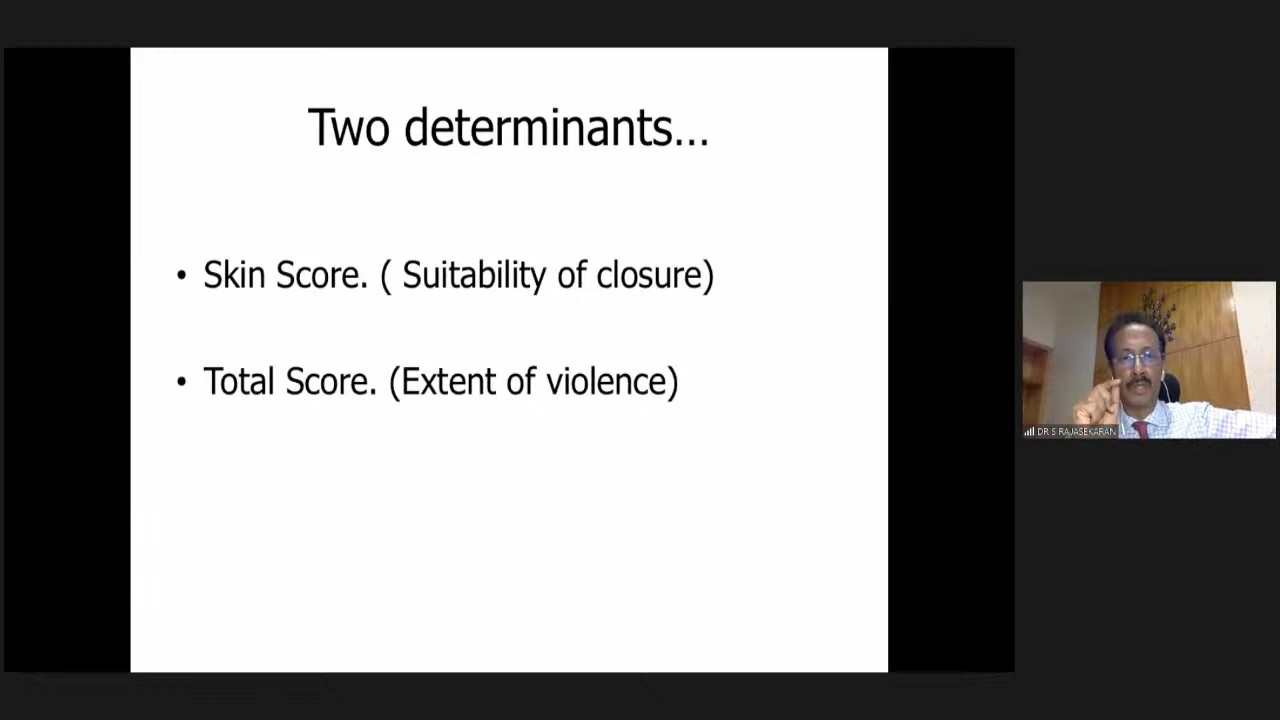 Two determinants...
• Skin Score. ( Suitability of closure)
• Total Score. (Extent of violence)
DR S RAJASEKARAN